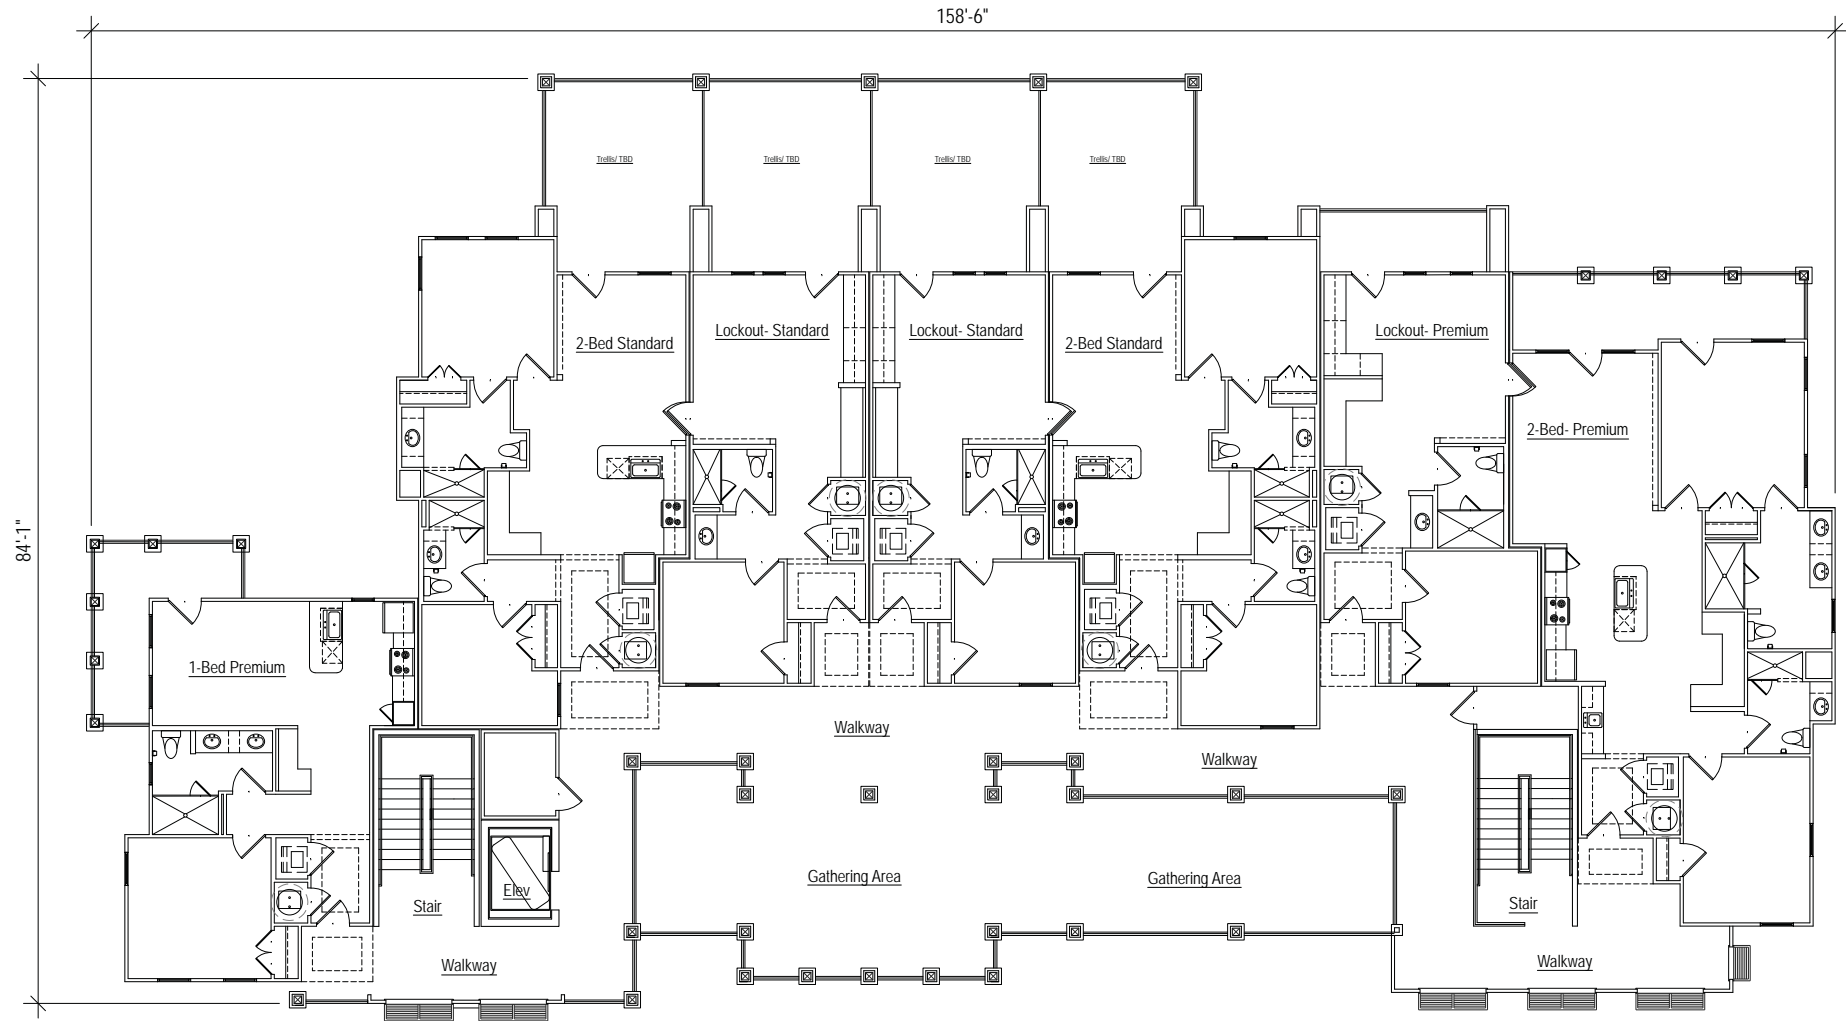 158'-6"
84'-1"
Trellis/ TBD
Trellis/ TBD
Trellis/ TBD
Trellis/ TBD
2-Bed Standard
Lockout- Standard
Lockout- Standard
2-Bed Standard
Lockout- Premium
2-Bed- Premium
1-Bed Premium
Walkway
Walkway
Gathering Area
Gathering Area
Elev
Stair
Stair
Walkway
Walkway